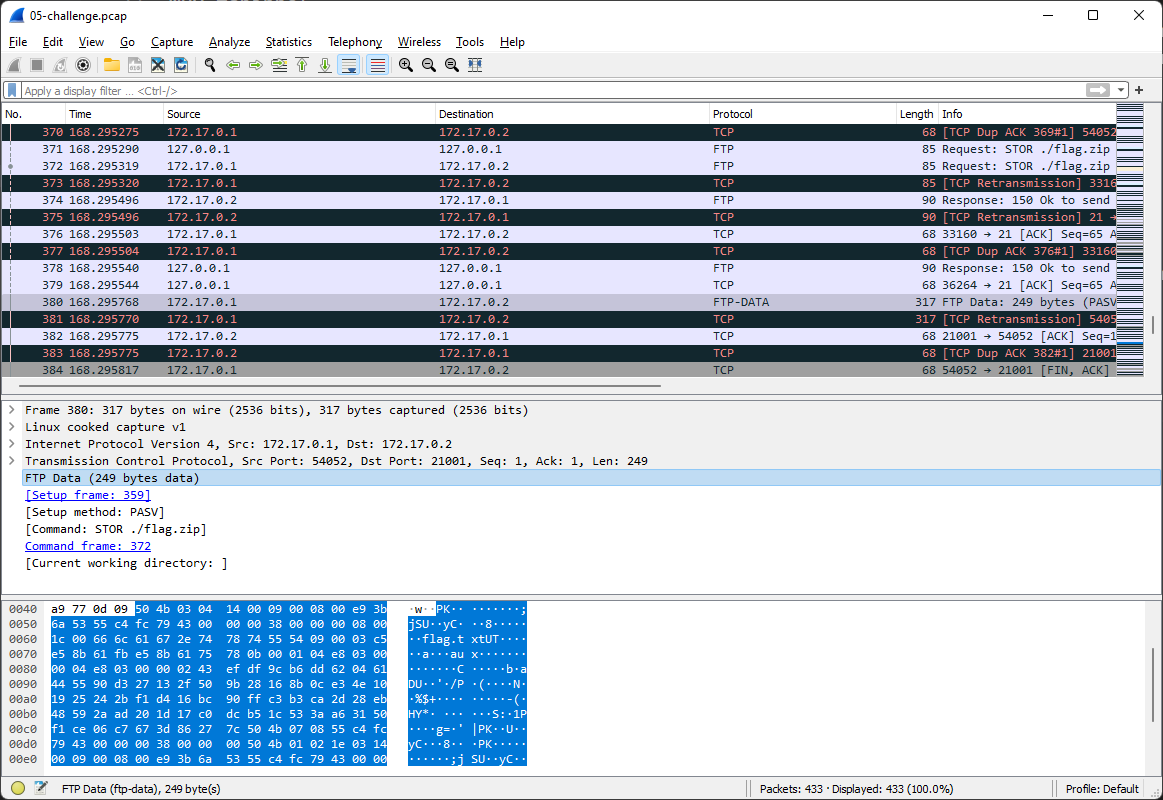 05-challenge.pcap
File Edit View Go Capture Analyze Statistics Telephony Wireless Tools Help
Apply a display filter ... <Ctrl-/>
No. Time Source Destination Protocol Length Info
370 168.295275 172.17.0.1 172.17.0.2 TCP 68 [TCP Dup ACK 369#1] 54052
371 168.295290 127.0.0.1 127.0.0.1 FTP 85 Request: STOR ./flag.zip
372 168.295319 172.17.0.1 172.17.0.2 FTP 85 Request: STOR ./flag.zip
373 168.295320 172.17.0.1 172.17.0.2 TCP 85 [TCP Retransmission] 3316
374 168.295496 172.17.0.2 172.17.0.1 FTP 90 Response: 150 Ok to send
375 168.295496 172.17.0.2 172.17.0.1 TCP 90 [TCP Retransmission] 21 →
376 168.295503 172.17.0.1 172.17.0.2 TCP 68 33160 → 21 [ACK] Seq=65 A
377 168.295504 172.17.0.1 172.17.0.2 TCP 68 [TCP Dup ACK 376#1] 33160
378 168.295540 127.0.0.1 127.0.0.1 FTP 90 Response: 150 Ok to send
379 168.295544 127.0.0.1 127.0.0.1 TCP 68 36264 → 21 [ACK] Seq=65 A
380 168.295768 172.17.0.1 172.17.0.2 FTP-DATA 317 FTP Data: 249 bytes (PASV
381 168.295770 172.17.0.1 172.17.0.2 TCP 317 [TCP Retransmission] 5405
382 168.295775 172.17.0.2 172.17.0.1 TCP 68 21001 → 54052 [ACK] Seq=1
383 168.295775 172.17.0.2 172.17.0.1 TCP 68 [TCP Dup ACK 382#1] 21001
384 168.295817 172.17.0.1 172.17.0.2 TCP 68 54052 → 21001 [FIN, ACK]
Frame 380: 317 bytes on wire (2536 bits), 317 bytes captured (2536 bits)
Linux cooked capture v1
Internet Protocol Version 4, Src: 172.17.0.1, Dst: 172.17.0.2
Transmission Control Protocol, Src Port: 54052, Dst Port: 21001, Seq: 1, Ack: 1, Len: 249
FTP Data (249 bytes data)
[Setup frame: 359]
[Setup method: PASV]
[Command: STOR ./flag.zip]
Command frame: 372
[Current working directory: ]
0040 a9 77 0d 09 50 4b 03 04 14 00 09 00 08 00 e9 3b ·w··PK·· ·······;
0050 6a 53 55 c4 fc 79 43 00 00 00 38 00 00 00 08 00 jSU··yC· ··8·····
0060 1c 00 66 6c 61 67 2e 74 78 74 55 54 09 00 03 c5 ··flag.t xtUT····
0070 e5 8b 61 fb e5 8b 61 75 78 0b 00 01 04 e8 03 00 ··a···au x·······
0080 00 04 e8 03 00 00 02 43 ef df 9c b6 dd 62 04 61 ·······C ·····b·a
0090 44 55 90 d3 27 13 2f 50 9b 28 16 8b 0c e3 4e 10 DU··'·/P ·(····N·
00a0 19 25 24 2b f1 d4 16 bc 90 ff c3 b3 ca 2d 28 eb ·%$+···· ·····-(·
00b0 48 59 2a ad 20 1d 17 c0 dc b5 1c 53 3a a6 31 50 HY*· ··· ···S:·1P
00c0 f1 ce 06 c7 67 3d 86 27 7c 50 4b 07 08 55 c4 fc ····g=·' |PK··U··
00d0 79 43 00 00 00 38 00 00 00 50 4b 01 02 1e 03 14 yC···8·· ·PK·····
00e0 00 09 00 08 00 e9 3b 6a 53 55 c4 fc 79 43 00 00 ······;j SU··yC··
FTP Data (ftp-data), 249 byte(s) Packets: 433 · Displayed: 433 (100.0%) Profile: Default